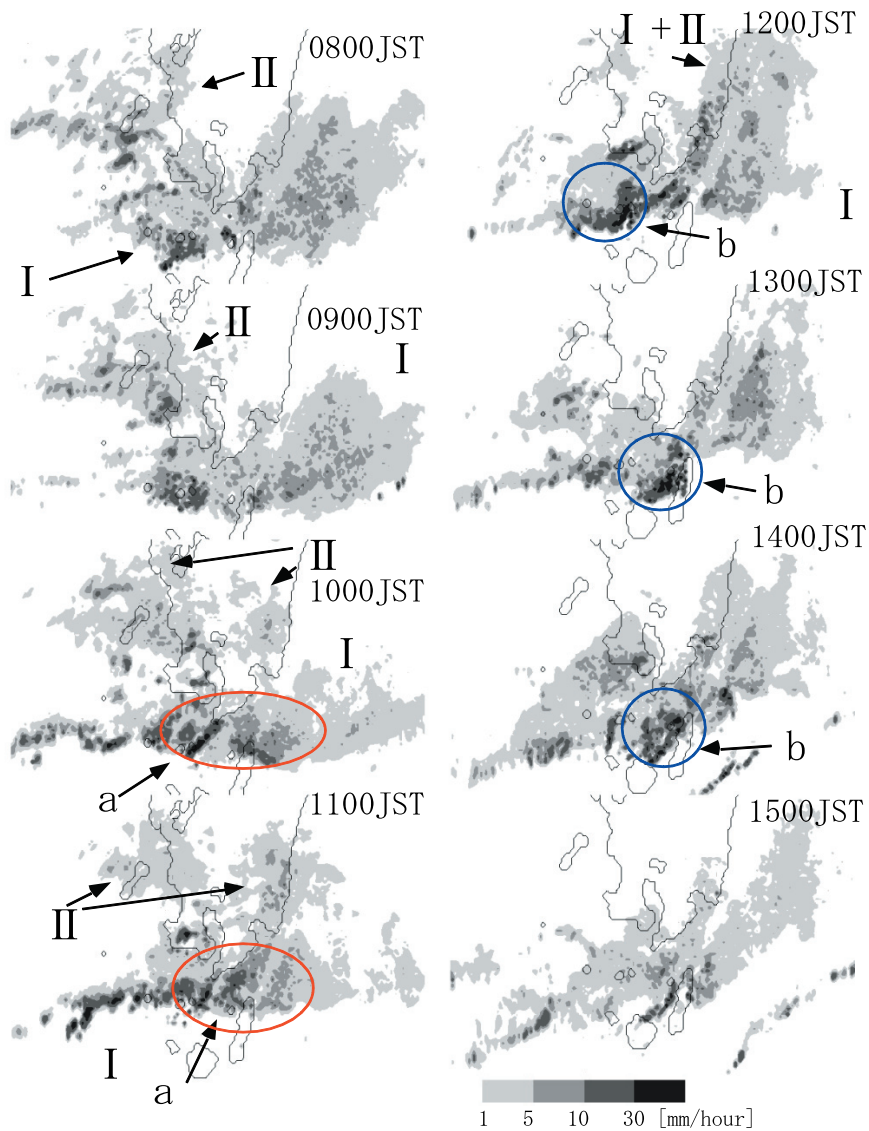 Ⅱ
0800JST
Ⅰ
Ⅱ
0900JST
Ⅰ
Ⅱ
1000JST
Ⅰ
a
1100JST
Ⅱ
Ⅰ
a
Ⅰ + Ⅱ
1200JST
Ⅰ
b
1300JST
b
1400JST
b
1500JST
1 5 10 30 [mm/hour]